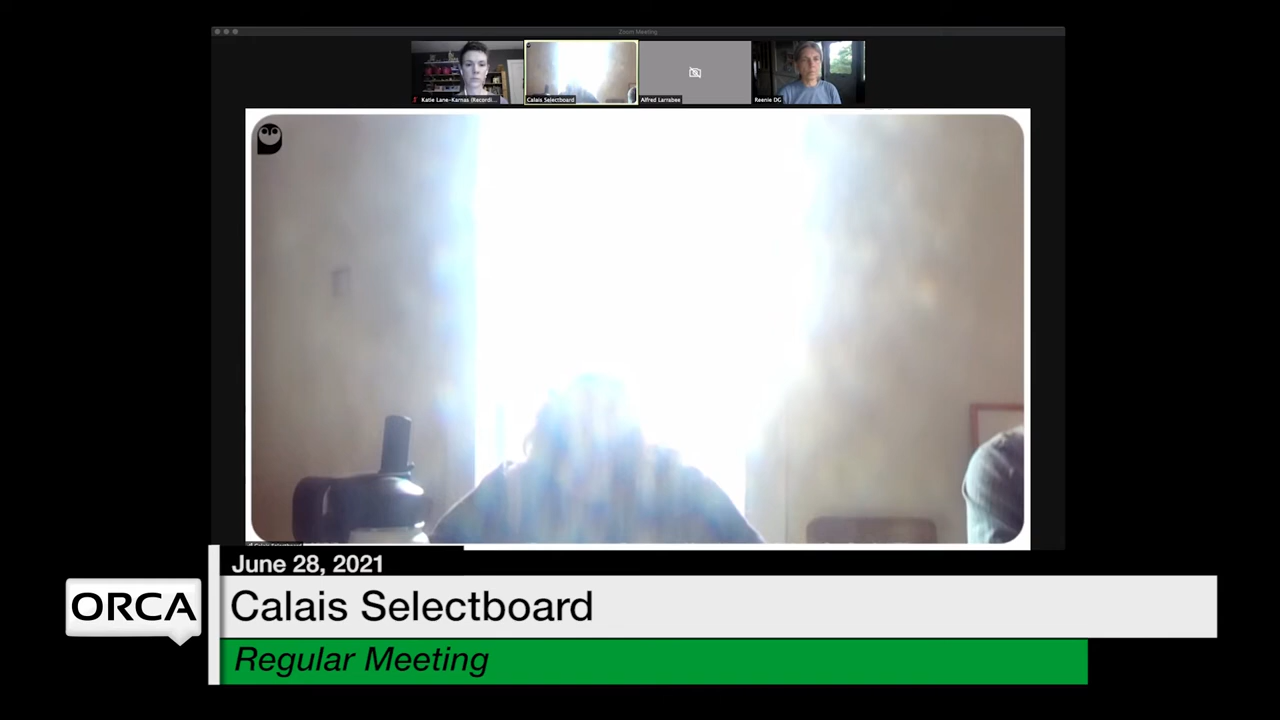 Zoom Meeting
Katie Lane-Karnas (Recordi...
Calais Selectboard
Alfred Larrabee
Reenie DG
June 28, 2021
ORCA
Calais Selectboard
Regular Meeting